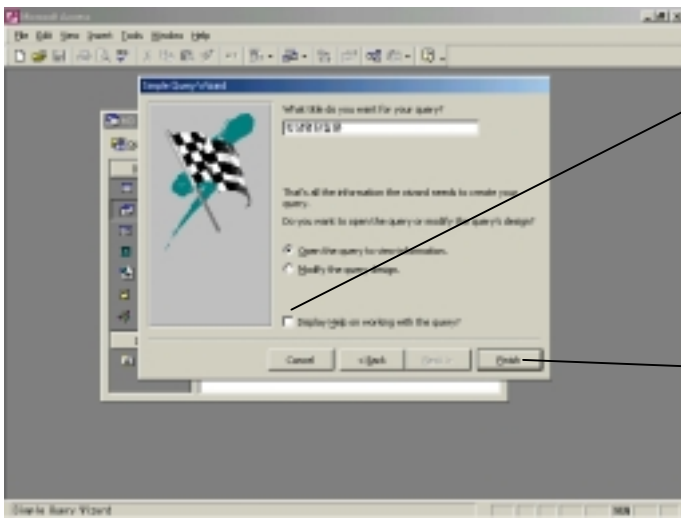 Microsoft Access
File Edit View Insert Tools Window Help
Simple Query Wizard
What title do you want for your query?
That's all the information the wizard needs to create your
query.
Do you want to open the query or modify the query's design?
Open the query to view information.
Modify the query design.
Display Help on working with the query?
Cancel < Back Next > Finish
Simple Query Wizard NUM